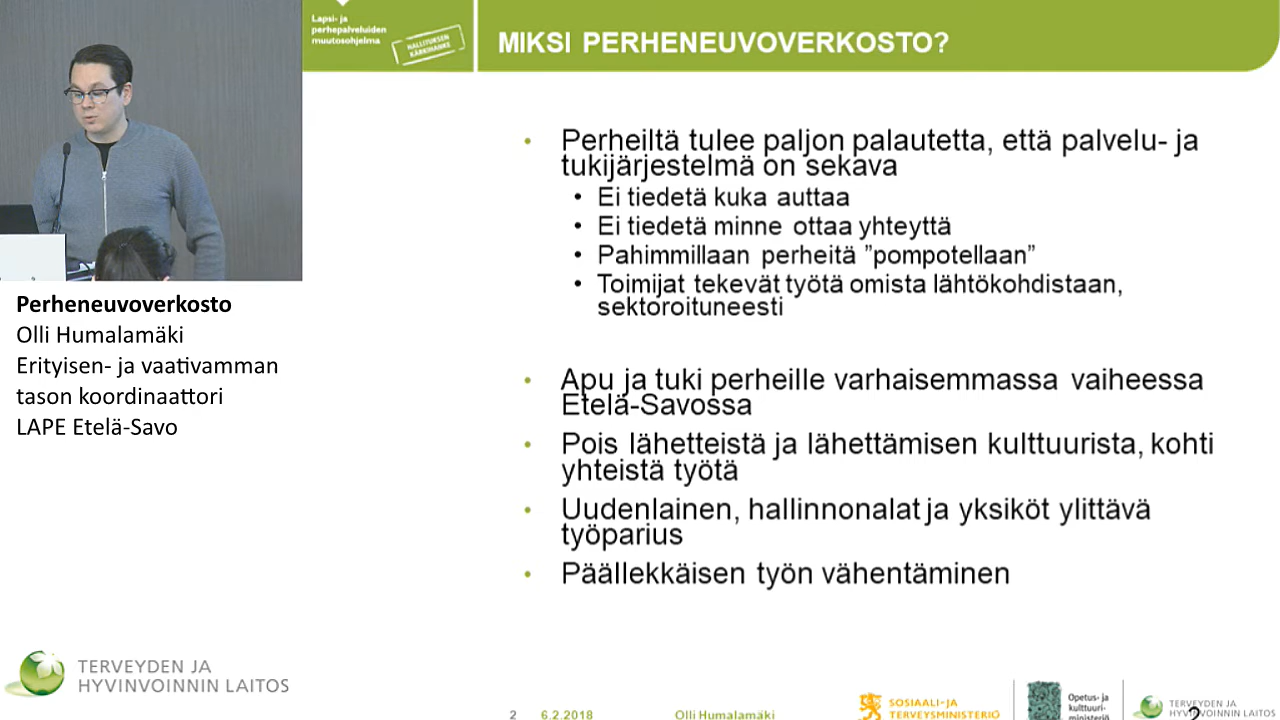 Lapsi- ja
perhepalveluiden
muutosohjelma
HALLITUKSEN
KÄRKIHANKE
MIKSI PERHENEUVOVERKOSTO?
• Perheiltä tulee paljon palautetta, että palvelu- ja
tukijärjestelmä on sekava
• Ei tiedetä kuka auttaa
• Ei tiedetä minne ottaa yhteyttä
• Pahimmillaan perheitä ”pompotellaan”
• Toimijat tekevät työtä omista lähtökohdistaan,
sektoroituneesti
• Apu ja tuki perheille varhaisemmassa vaiheessa
Etelä-Savossa
• Pois lähetteistä ja lähettämisen kulttuurista, kohti
yhteistä työtä
• Uudenlainen, hallinnonalat ja yksiköt ylittävä
työparius
• Päällekkäisen työn vähentäminen
Perheneuvoverkosto
Olli Humalamäki
Erityisen- ja vaativamman
tason koordinaattori
LAPE Etelä-Savo
TERVEYDEN JA
HYVINVOINNIN LAITOS
2 6.2.2018 Olli Humalamäki
SOSIAALI- JA
TERVEYSMINISTERIÖ
Opetus- ja
kulttuuri-
ministeriö
TERVEYDEN JA
HYVINVOINNIN LAITOS
2